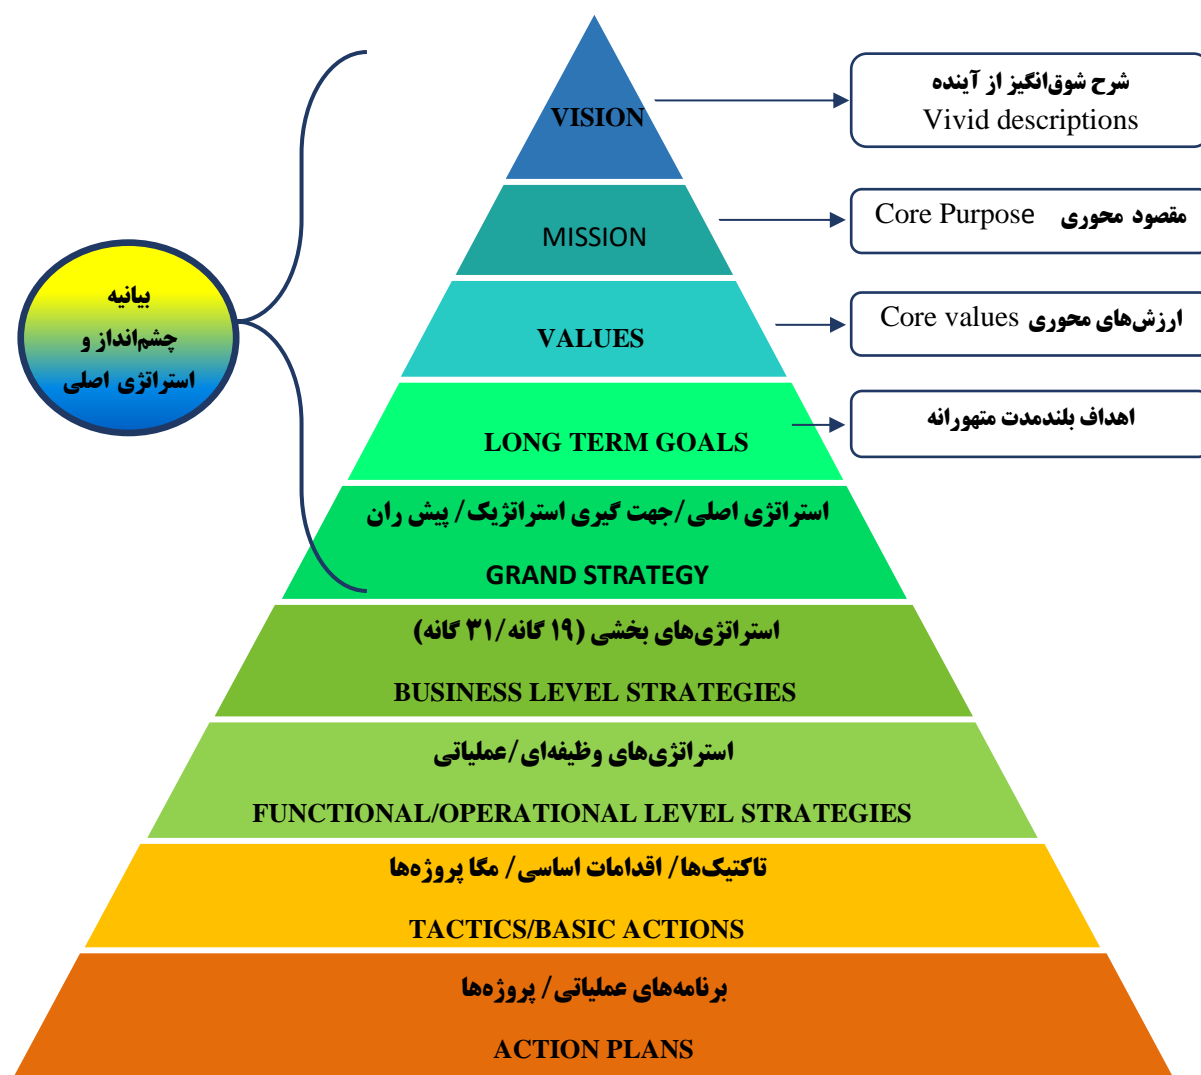 VISION
شرح شوق‌انگیز از آینده
Vivid descriptions
MISSION
مقصود محوری Core Purpose
VALUES
ارزش‌های محوری Core values
بیانیه
چشم‌انداز و
استراتژی اصلی
LONG TERM GOALS
اهداف بلندمدت متهورانه
استراتژی اصلی/جهت گیری استراتژیک/ پیش ران
GRAND STRATEGY
استراتژی‌های بخشی (۱۹ گانه/۳۱ گانه)
BUSINESS LEVEL STRATEGIES
استراتژی‌های وظیفه‌ای/عملیاتی
FUNCTIONAL/OPERATIONAL LEVEL STRATEGIES
تاکتیک‌ها/ اقدامات اساسی/ مگا پروژه‌ها
TACTICS/BASIC ACTIONS
برنامه‌های عملیاتی/ پروژه‌ها
ACTION PLANS